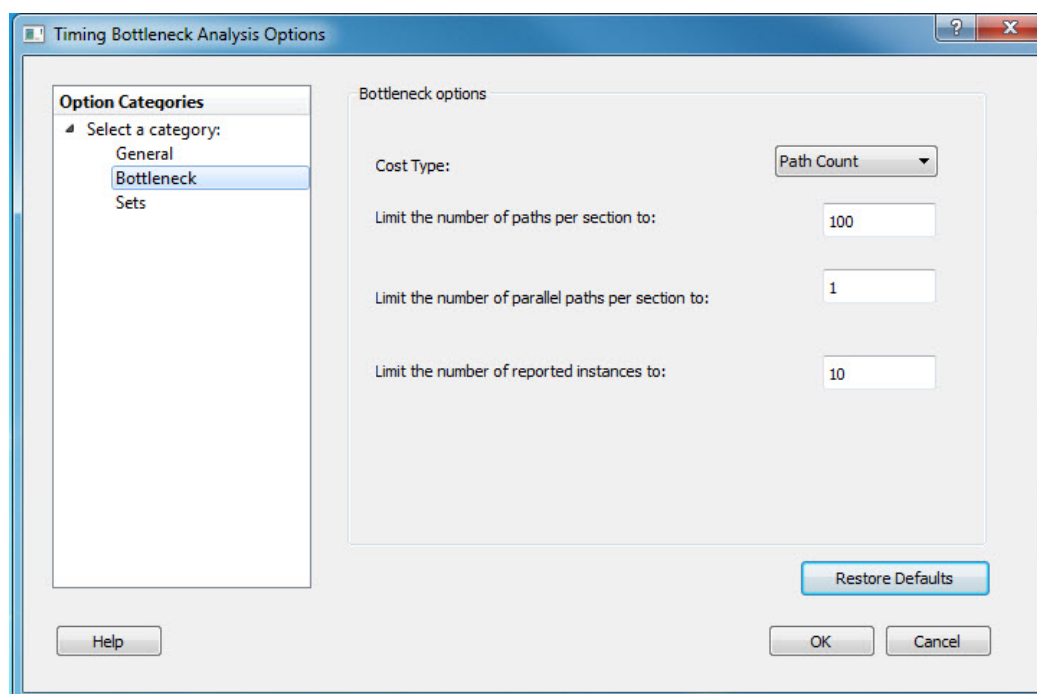 Timing Bottleneck Analysis Options
?
X
Option Categories
Select a category:
General
Bottleneck
Sets
Bottleneck options
Cost Type:
Path Count
Limit the number of paths per section to:
100
Limit the number of parallel paths per section to:
1
Limit the number of reported instances to:
10
Restore Defaults
Help
OK
Cancel